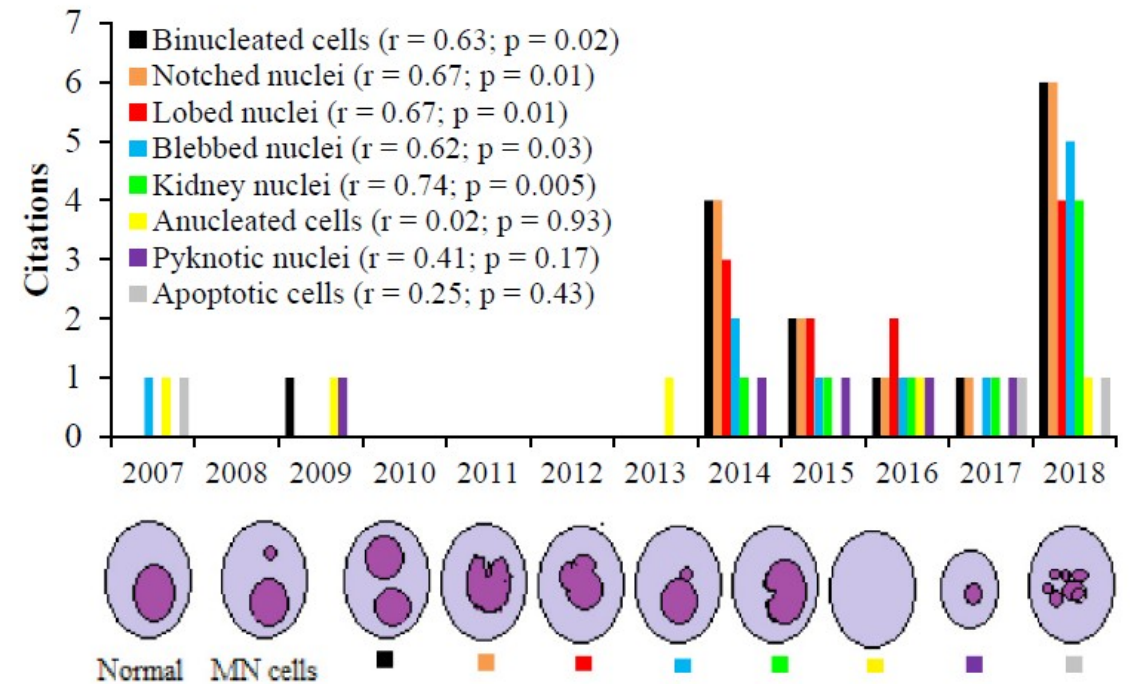 7
Binucleated cells (r = 0.63; p = 0.02)
6
Notched nuclei (r = 0.67; p = 0.01)
Lobed nuclei (r = 0.67; p = 0.01)
5
Blebbed nuclei (r = 0.62; p = 0.03)
Kidney nuclei (r = 0.74; p = 0.005)
4
Anucleated cells (r = 0.02; p = 0.93)
3
Pyknotic nuclei (r = 0.41; p = 0.17)
Apoptotic cells (r = 0.25; p = 0.43)
2
1
0
Citations
2007 2008 2009 2010 2011 2012 2013 2014 2015 2016 2017 2018
Normal MN cells